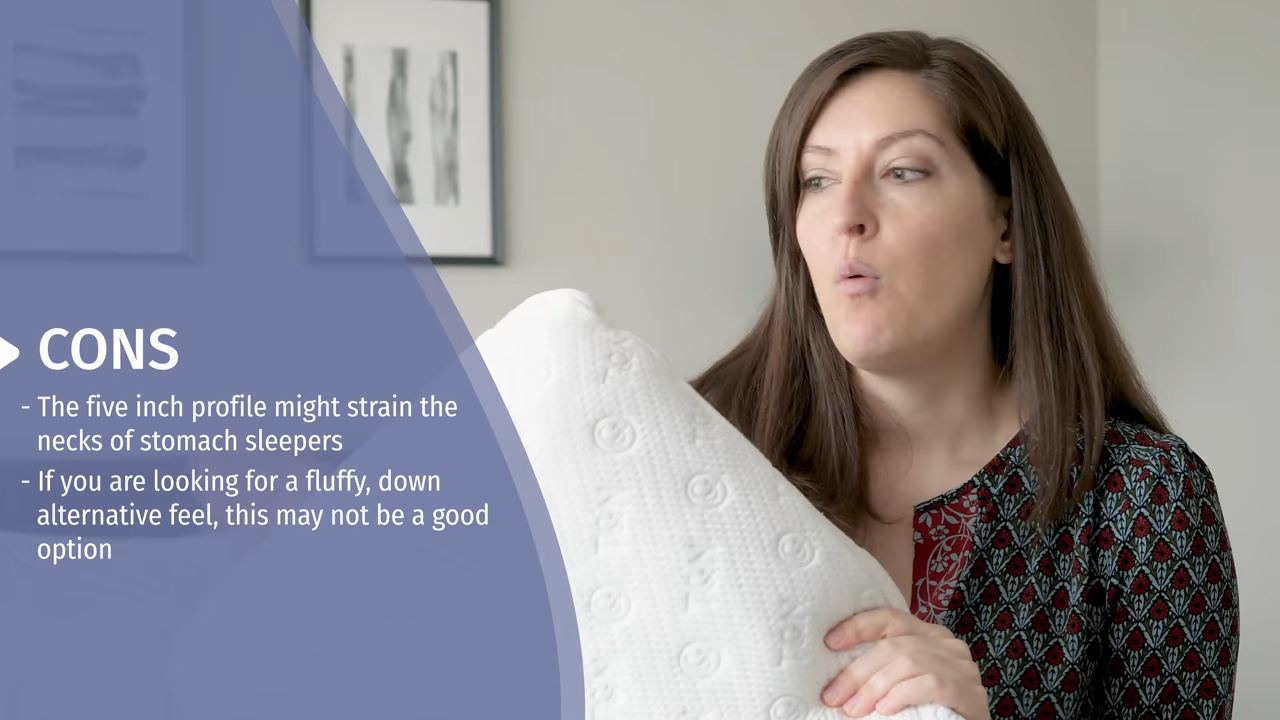 CONS
- The five inch profile might strain the
necks of stomach sleepers
- If you are looking for a fluffy, down
alternative feel, this may not be a good
option